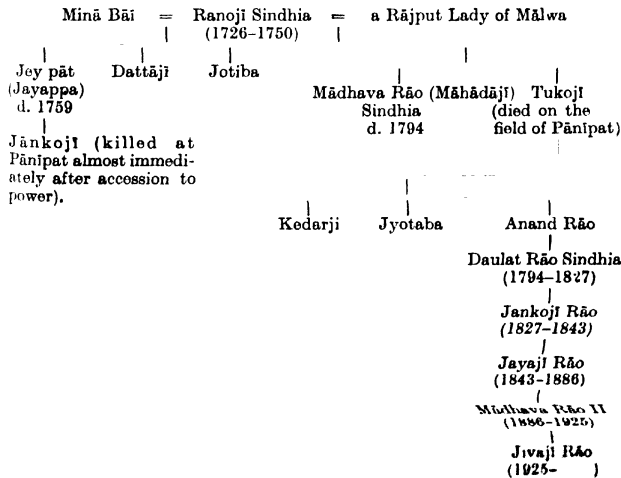 Minā Bāi = Ranojī Sindhia = a Rājput Lady of Mālwa
(1726–1750)
Jey pāt Dattājī Jotiba
(Jayappa)
d. 1759
Mādhava Rāo (Māhādājī) Tukojī
Sindhia (died on the
d. 1794 field of Pānīpat)
Jānkojī (killed at
Pānīpat almost immedi-
ately after accession to
power).
Kedarji Jyotaba Anand Rāo
Daulat Rāo Sindhia
(1794–1827)
Jankojī Rāo
(1827–1843)
Jayajī Rāo
(1843–1886)
Mādhava Rāo II
(1886–1925)
Jīvajī Rāo
(1925– )